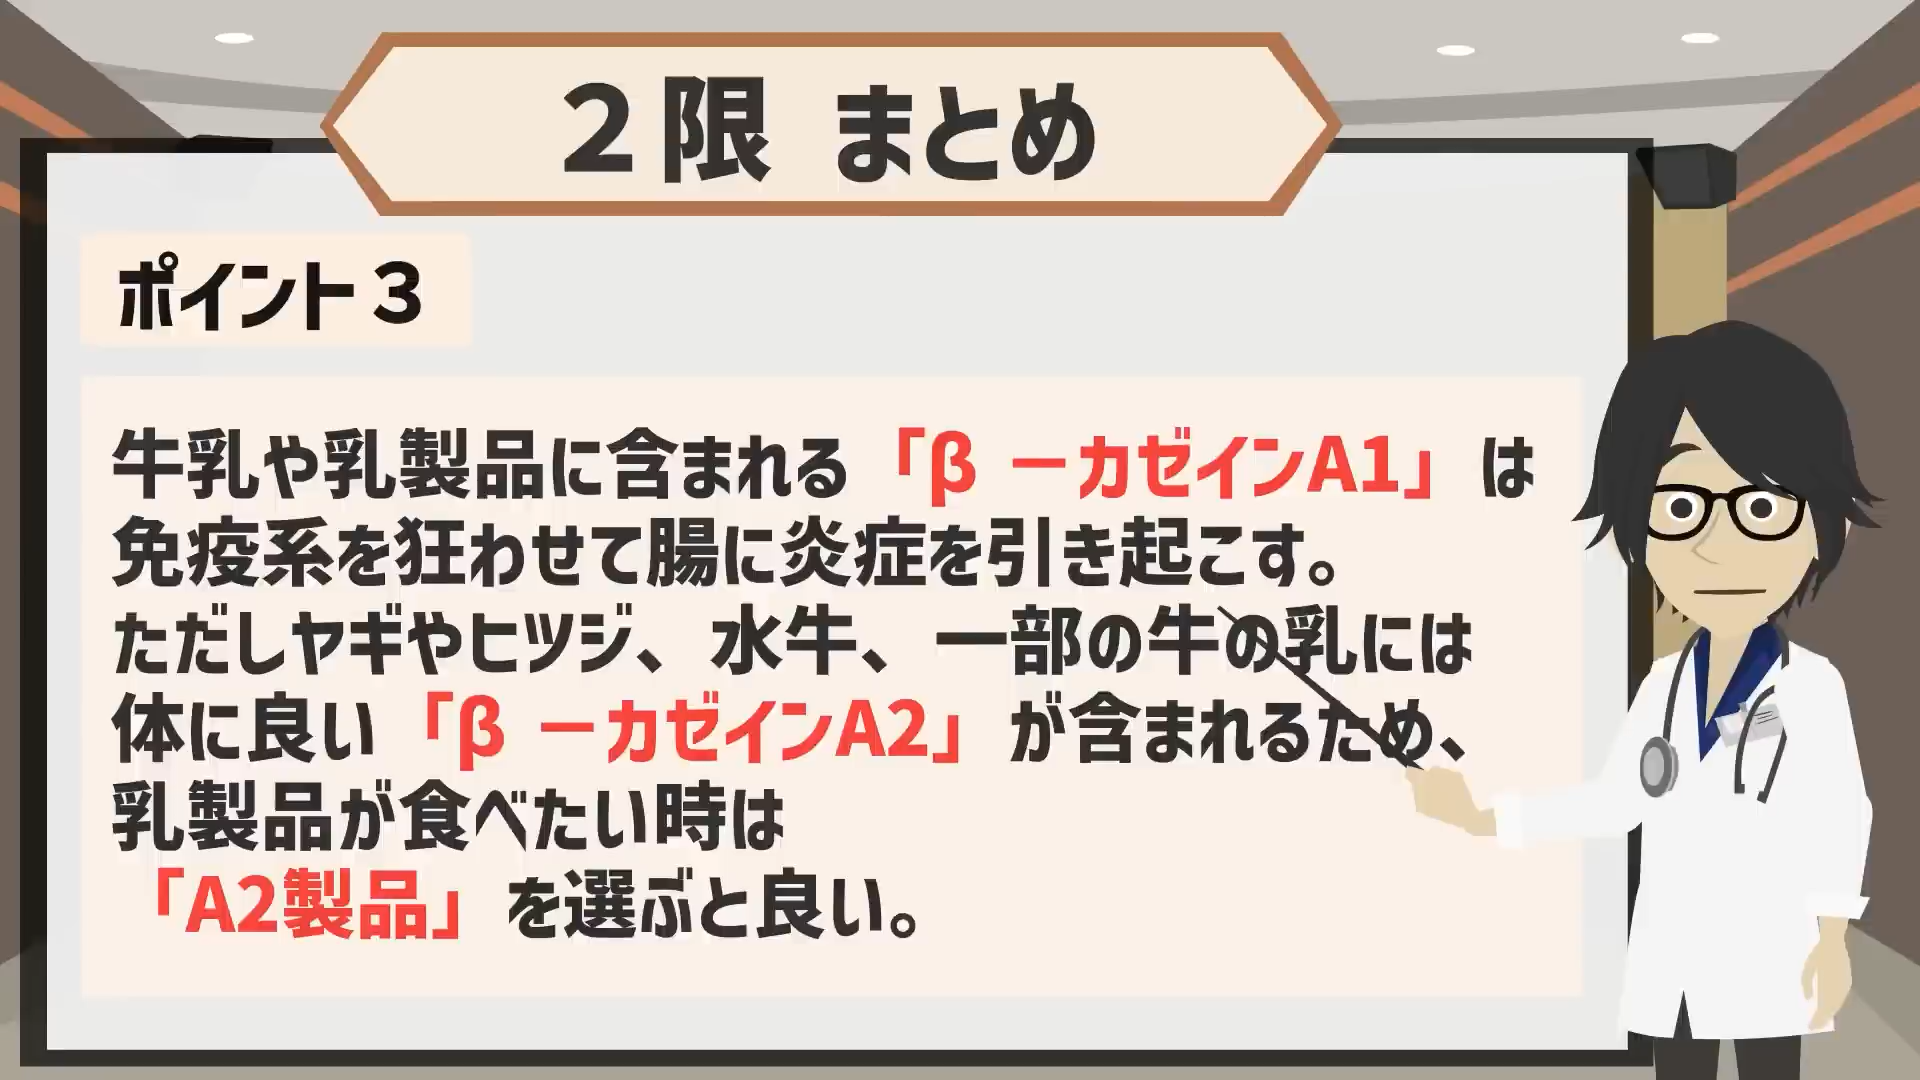 ２限 まとめ
ポイント３
牛乳や乳製品に含まれる「β －カゼインA1」は
免疫系を狂わせて腸に炎症を引き起こす。
ただしヤギやヒツジ、水牛、一部の牛の乳には
体に良い「β －カゼインA2」が含まれるため、
乳製品が食べたい時は
「A2製品」を選ぶと良い。